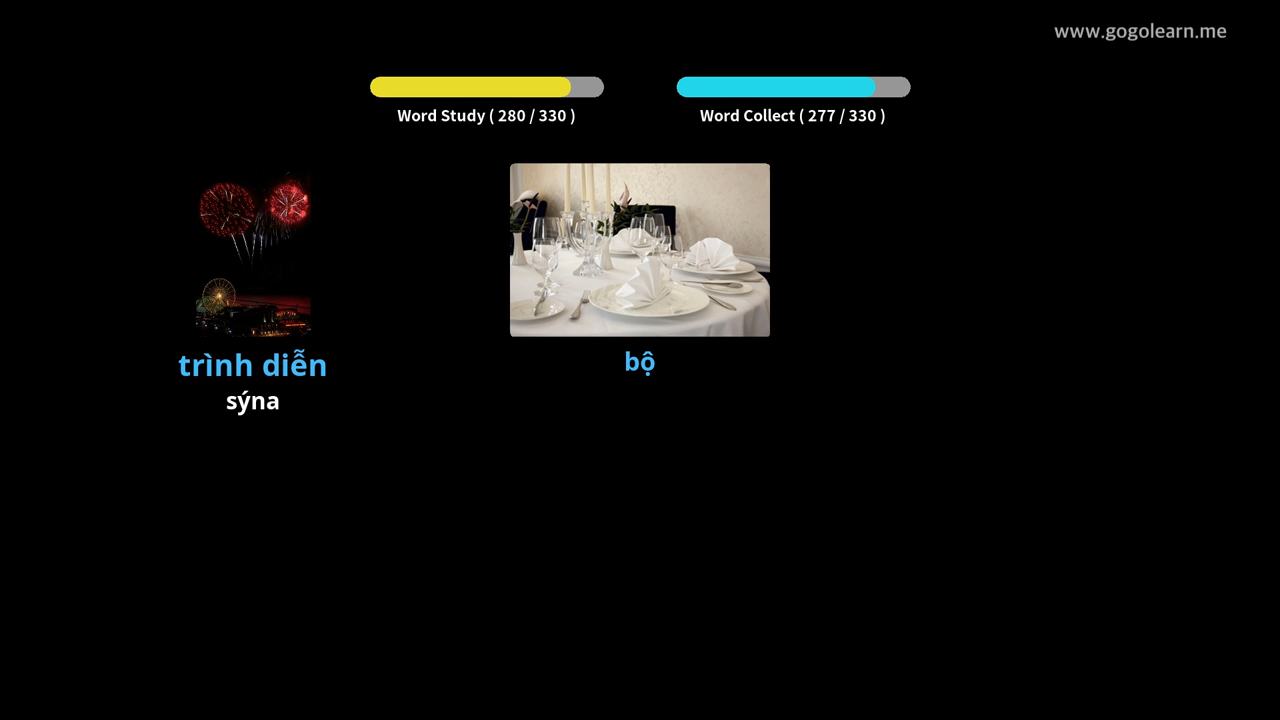 www.gogolearn.me
Word Study ( 280 / 330 )
Word Collect ( 277 / 330 )
trình diễn
sýna
bộ